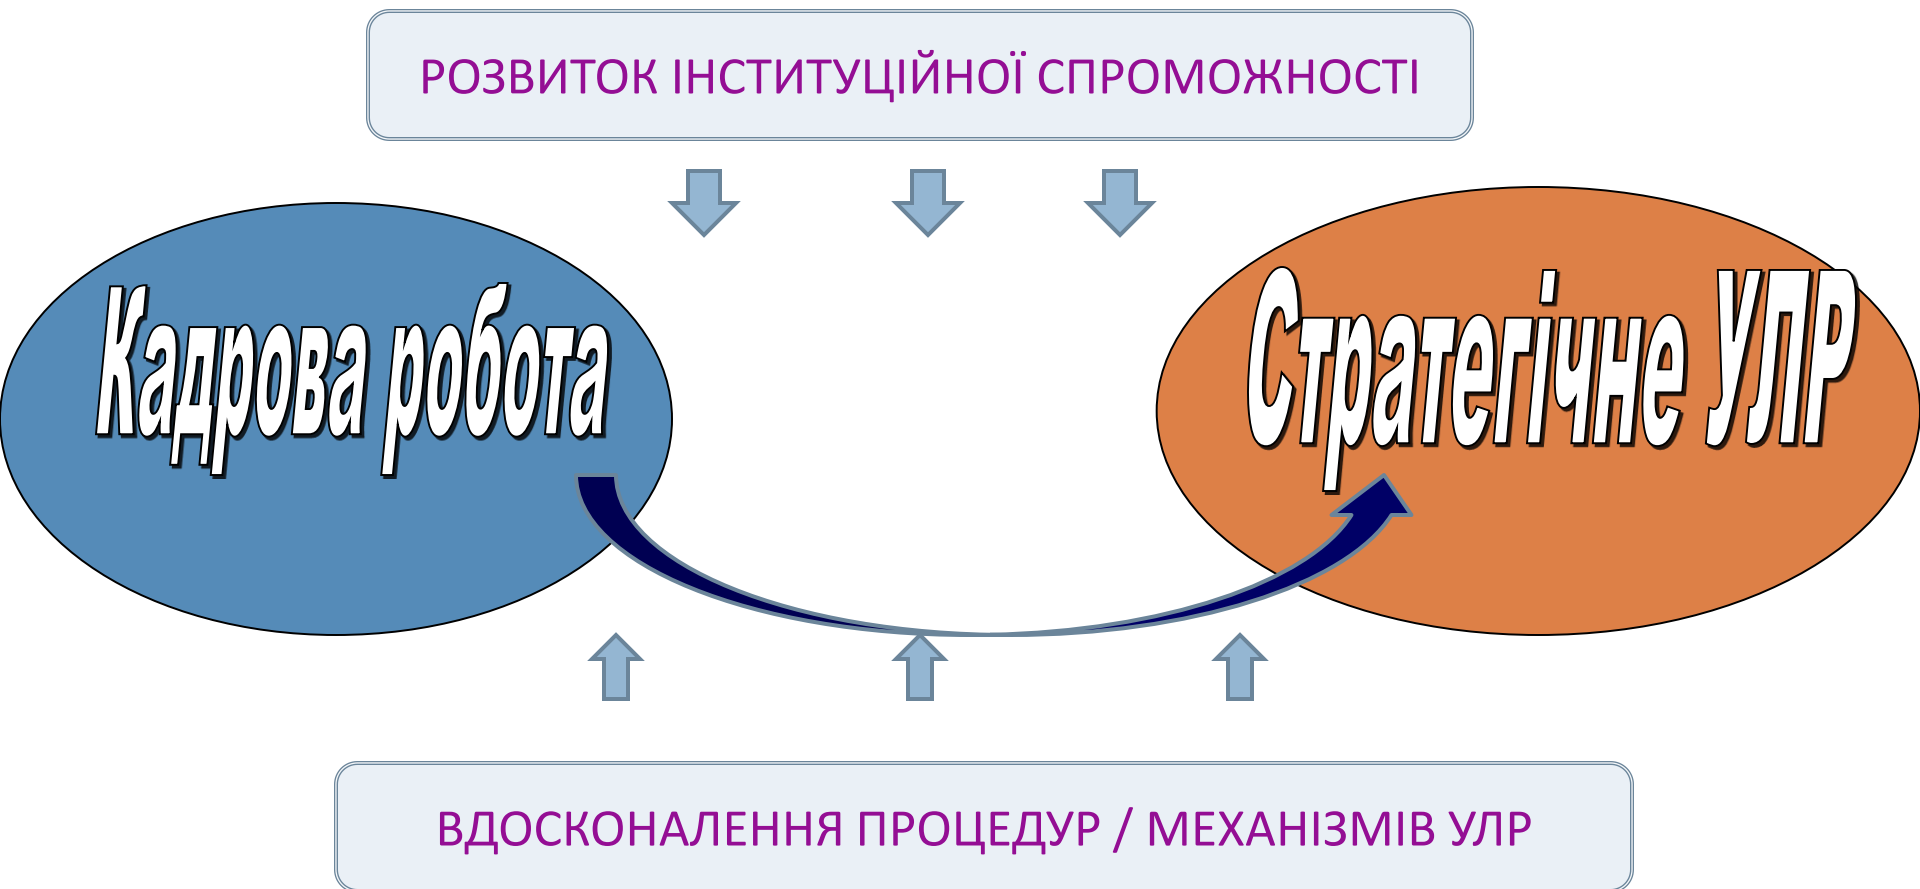 РОЗВИТОК ІНСТИТУЦІЙНОЇ СПРОМОЖНОСТІ
Кадрова робота
Стратегічне УЛР
ВДОСКОНАЛЕННЯ ПРОЦЕДУР / МЕХАНІЗМІВ УЛР